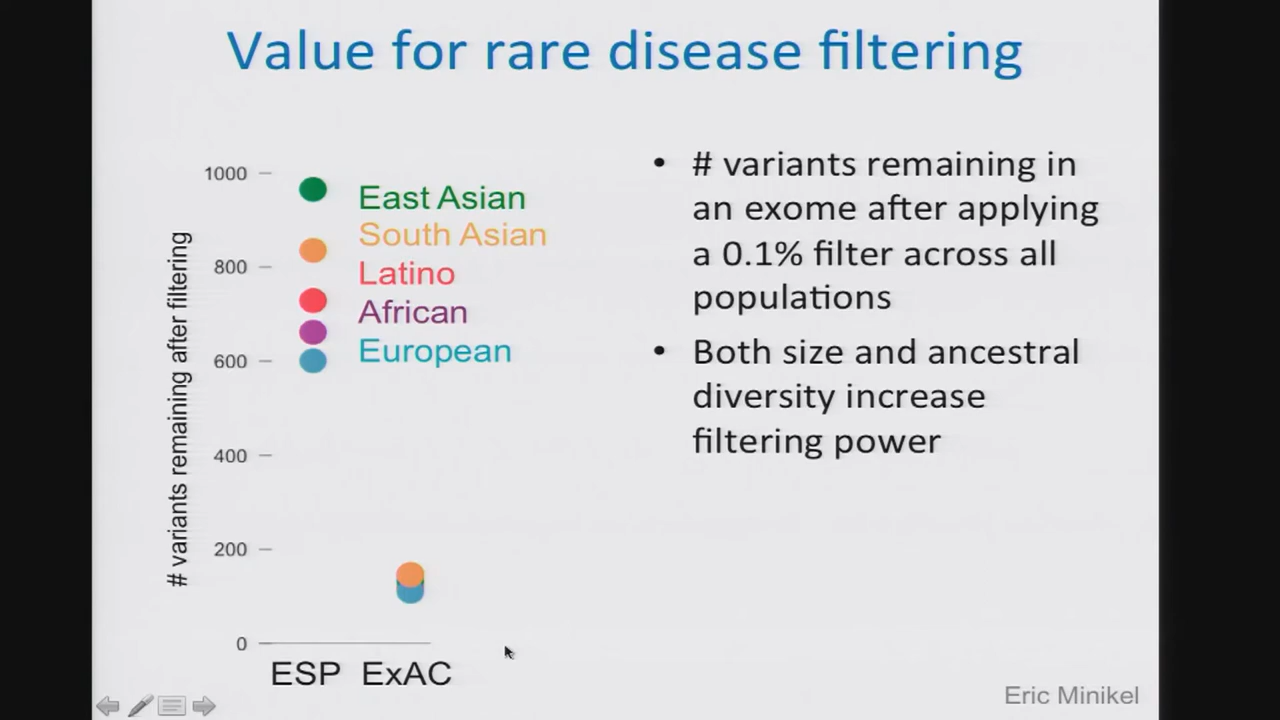 Value for rare disease filtering
# variants remaining after filtering
1000
800
600
400
200
0
East Asian
South Asian
Latino
African
European
ESP ExAC
• # variants remaining in
an exome after applying
a 0.1% filter across all
populations
• Both size and ancestral
diversity increase
filtering power
Eric Minikel